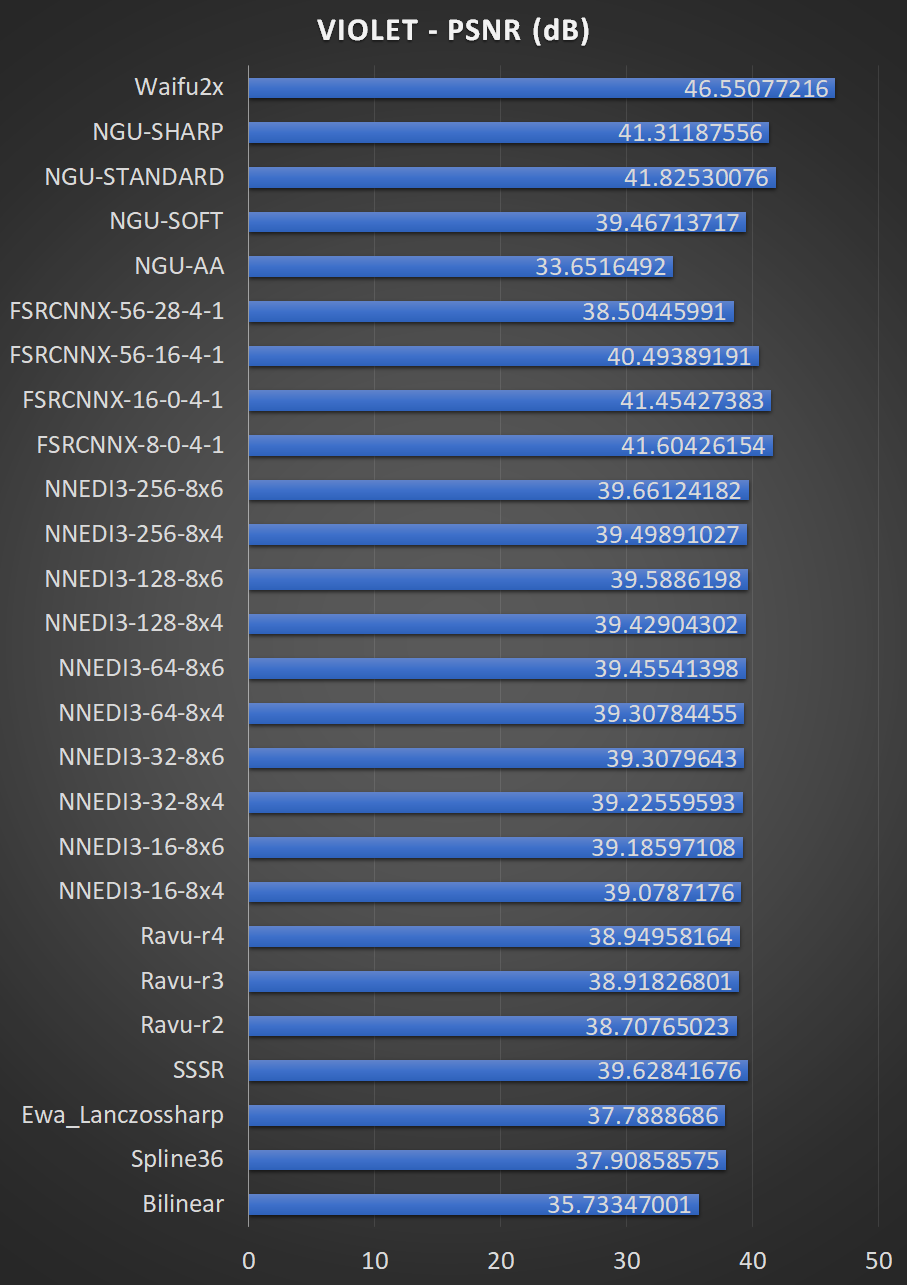 VIOLET - PSNR (dB)
Waifu2x 46.55077216
NGU-SHARP 41.31187556
NGU-STANDARD 41.82530076
NGU-SOFT 39.46713717
NGU-AA 33.6516492
FSRCNNX-56-28-4-1 38.50445991
FSRCNNX-56-16-4-1 40.49389191
FSRCNNX-16-0-4-1 41.45427383
FSRCNNX-8-0-4-1 41.60426154
NNEDI3-256-8x6 39.66124182
NNEDI3-256-8x4 39.49891027
NNEDI3-128-8x6 39.5886198
NNEDI3-128-8x4 39.42904302
NNEDI3-64-8x6 39.45541398
NNEDI3-64-8x4 39.30784455
NNEDI3-32-8x6 39.3079643
NNEDI3-32-8x4 39.22559593
NNEDI3-16-8x6 39.18597108
NNEDI3-16-8x4 39.0787176
Ravu-r4 38.94958164
Ravu-r3 38.91826801
Ravu-r2 38.70765023
SSSR 39.62841676
Ewa_Lanczossharp 37.7888686
Spline36 37.90858575
Bilinear 35.73347001
0 10 20 30 40 50